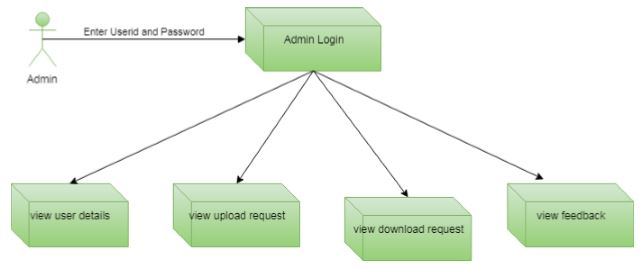 Enter Userid and Password
Admin Login
Admin
view user details
view upload request
view download request
view feedback